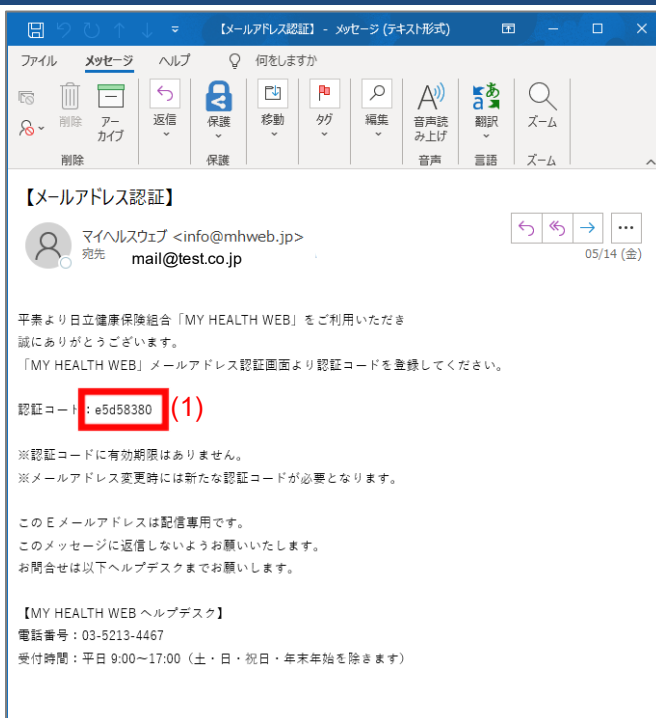 【メールアドレス認証】 - メッセージ (テキスト形式)
ファイル メッセージ ヘルプ 何をしますか
削除 アーカイブ 返信 保護 移動 タグ 編集 音声読み上げ 翻訳 ズーム
削除 保護 音声 言語 ズーム
【メールアドレス認証】
マイヘルスウェブ <info@mhweb.jp>
宛先 mail@test.co.jp
05/14 (金)
平素より日立健康保険組合「MY HEALTH WEB」をご利用いただき
誠にありがとうございます。
「MY HEALTH WEB」メールアドレス認証画面より認証コードを登録してください。
認証コード：e5d58380 (1)
※認証コードに有効期限はありません。
※メールアドレス変更時には新たな認証コードが必要となります。
このＥメールアドレスは配信専用です。
このメッセージに返信しないようお願いいたします。
お問合せは以下ヘルプデスクまでお願いします。
【MY HEALTH WEB ヘルプデスク】
電話番号：03-5213-4467
受付時間：平日 9:00～17:00（土・日・祝日・年末年始を除きます）